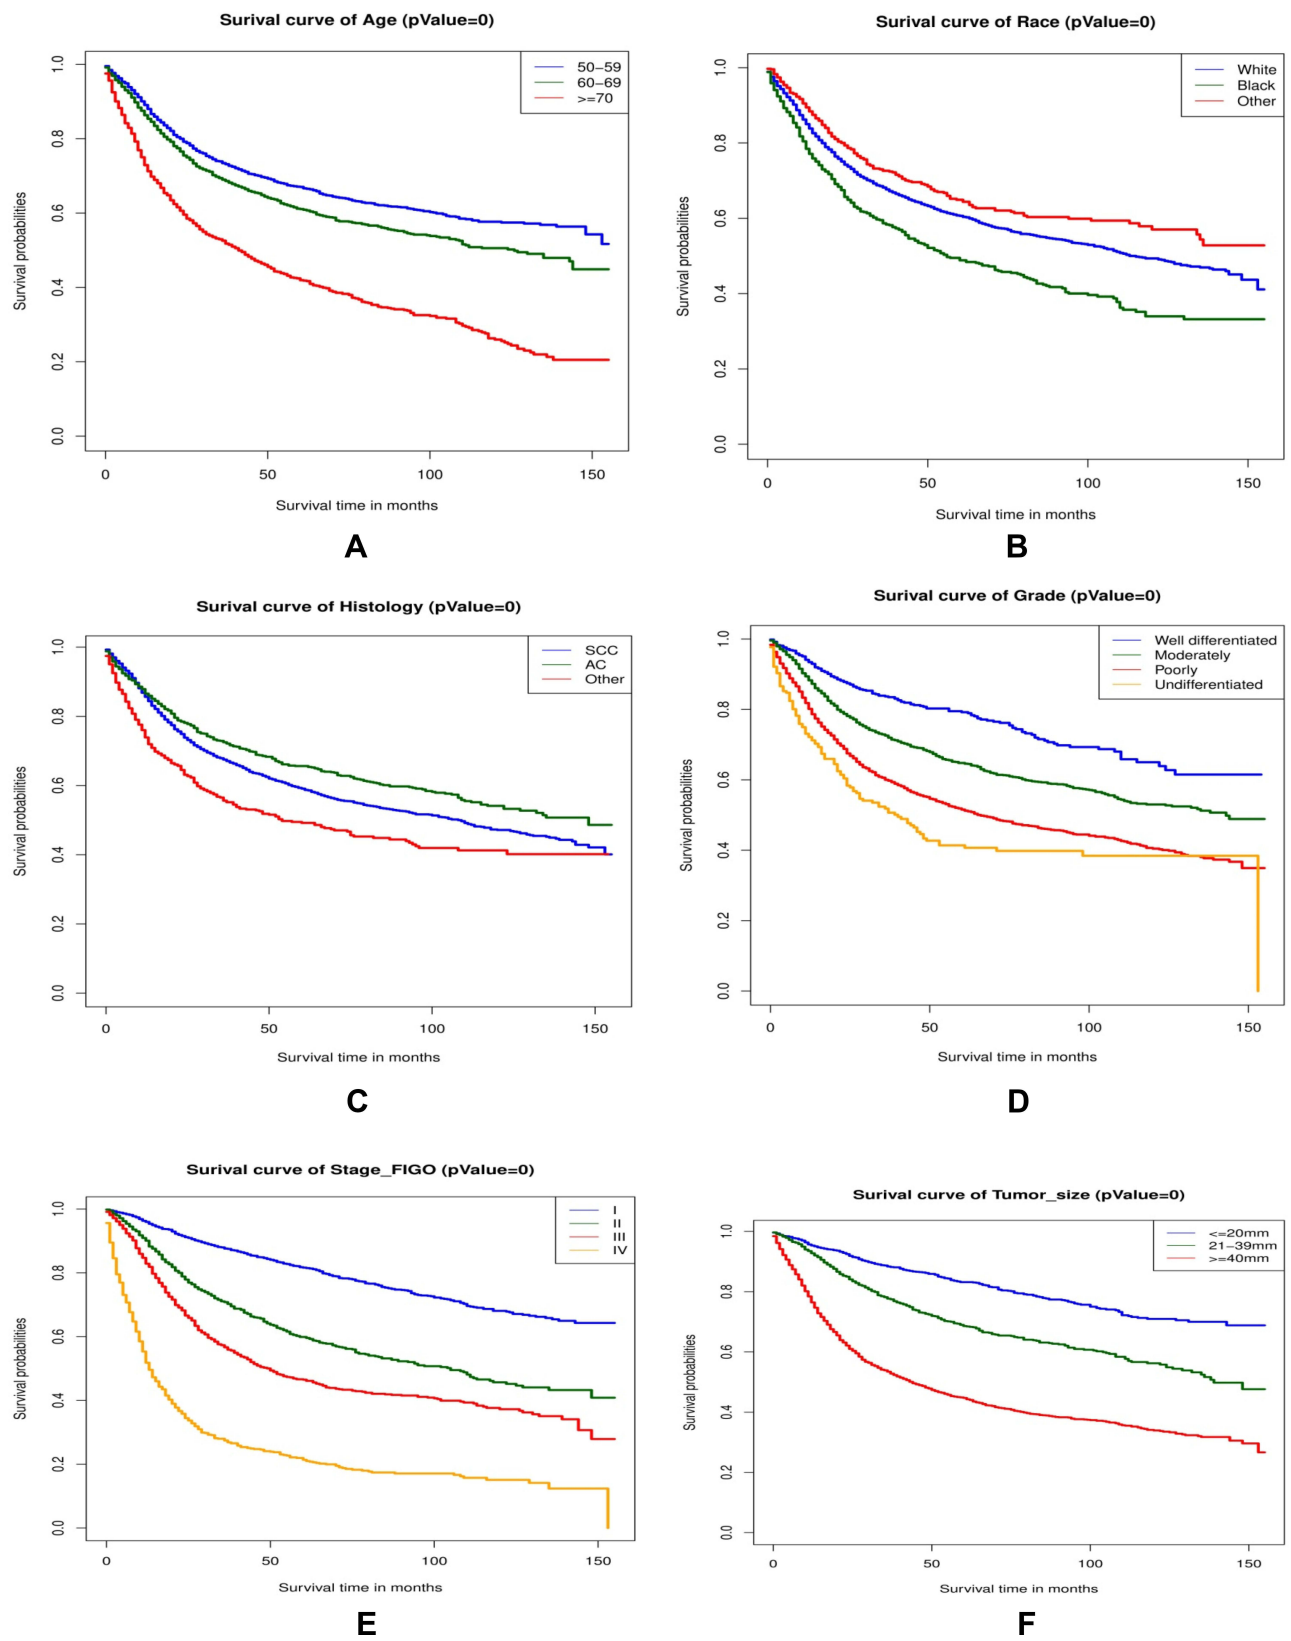 Surival curve of Age (pValue=0)
50−59
60−69
>=70
1.0
0.8
0.6
0.4
0.2
0.0
Survival probabilities
0 50 100 150
Survival time in months
A
Surival curve of Race (pValue=0)
White
Black
Other
1.0
0.8
0.6
0.4
0.2
0.0
Survival probabilities
0 50 100 150
Survival time in months
B
Surival curve of Histology (pValue=0)
SCC
AC
Other
1.0
0.8
0.6
0.4
0.2
0.0
Survival probabilities
0 50 100 150
Survival time in months
C
Surival curve of Grade (pValue=0)
Well differentiated
Moderately
Poorly
Undifferentiated
1.0
0.8
0.6
0.4
0.2
0.0
Survival probabilities
0 50 100 150
Survival time in months
D
Surival curve of Stage_FIGO (pValue=0)
I
II
III
IV
1.0
0.8
0.6
0.4
0.2
0.0
Survival probabilities
0 50 100 150
Survival time in months
E
Surival curve of Tumor_size (pValue=0)
<=20mm
21−39mm
>=40mm
1.0
0.8
0.6
0.4
0.2
0.0
Survival probabilities
0 50 100 150
Survival time in months
F